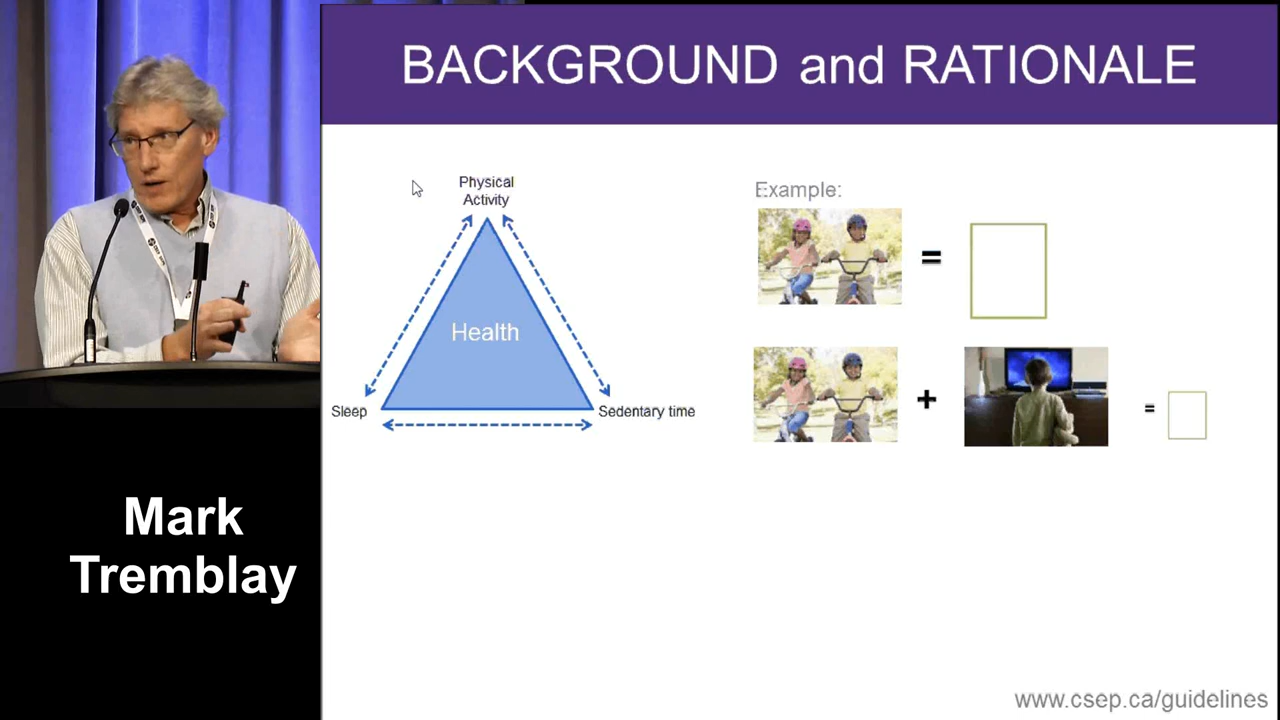 BACKGROUND and RATIONALE
Physical
Activity
Health
Sleep
Sedentary time
Example:
=
+
=
Mark
Tremblay
www.csep.ca/guidelines